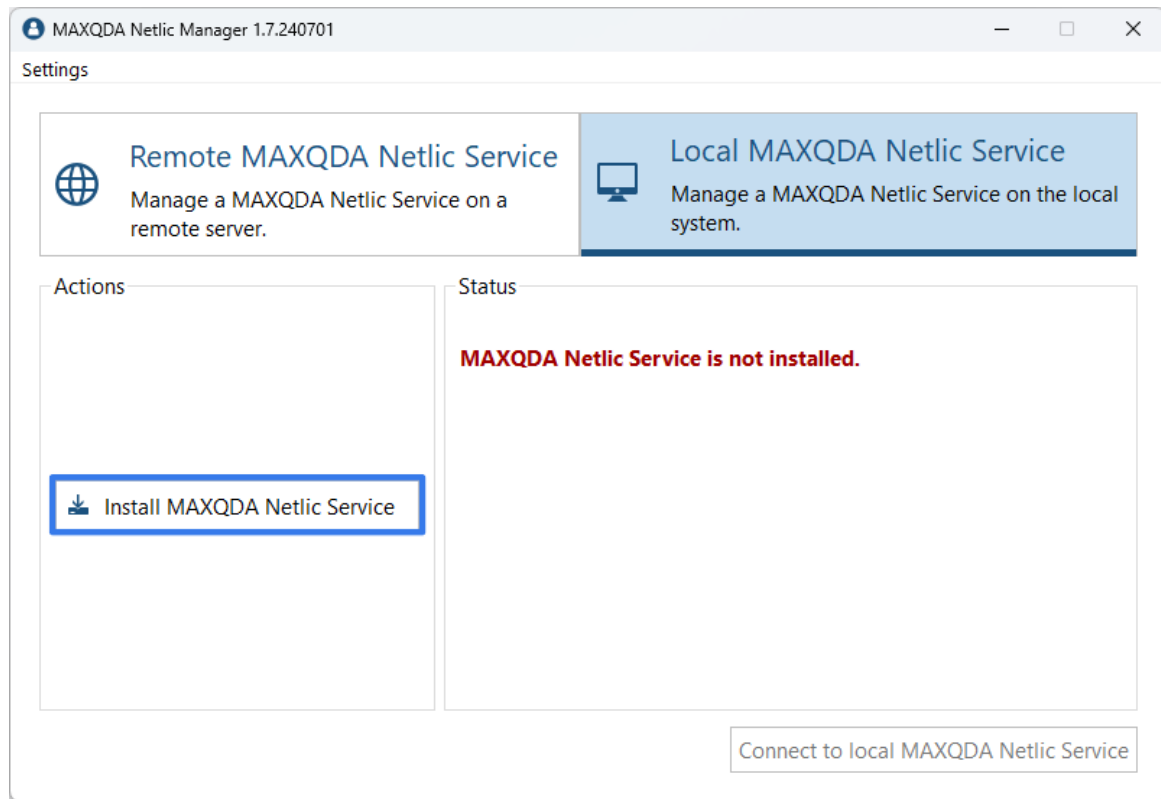 MAXQDA Netlic Manager 1.7.240701
Settings
Remote MAXQDA Netlic Service
Manage a MAXQDA Netlic Service on a
remote server.
Local MAXQDA Netlic Service
Manage a MAXQDA Netlic Service on the local
system.
Actions
Install MAXQDA Netlic Service
Status
MAXQDA Netlic Service is not installed.
Connect to local MAXQDA Netlic Service